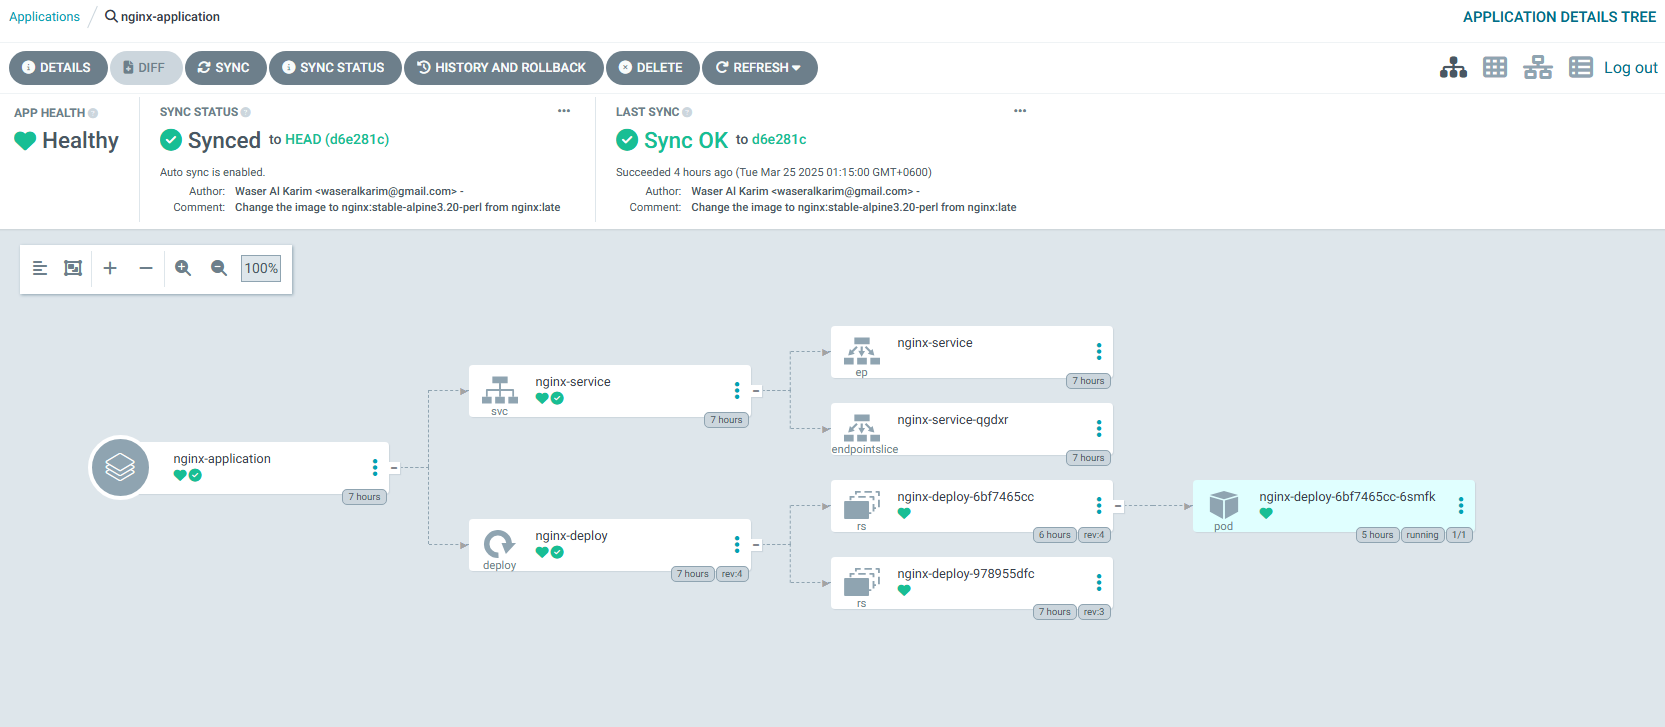 Applications / nginx-application
APPLICATION DETAILS TREE
DETAILS DIFF SYNC SYNC STATUS HISTORY AND ROLLBACK DELETE REFRESH
Log out
APP HEALTH
Healthy
SYNC STATUS
Synced to HEAD (d6e281c)
Auto sync is enabled.
Author: Waser Al Karim <waseralkarim@gmail.com> -
Comment: Change the image to nginx:stable-alpine3.20-perl from nginx:late
LAST SYNC
Sync OK to d6e281c
Succeeded 4 hours ago (Tue Mar 25 2025 01:15:00 GMT+0600)
Author: Waser Al Karim <waseralkarim@gmail.com> -
Comment: Change the image to nginx:stable-alpine3.20-perl from nginx:late
100%
nginx-application
7 hours
nginx-service
svc
7 hours
nginx-deploy
deploy
7 hours rev:4
nginx-service
ep
7 hours
nginx-service-qgdxr
endpointslice
7 hours
nginx-deploy-6bf7465cc
rs
6 hours rev:4
nginx-deploy-978955dfc
rs
7 hours rev:3
nginx-deploy-6bf7465cc-6smfk
pod
5 hours running 1/1